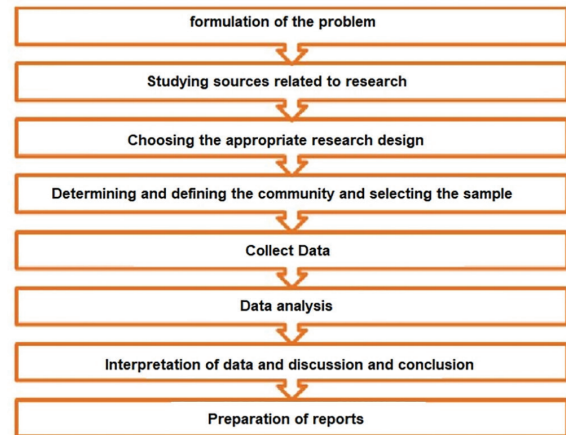 formulation of the problem
Studying sources related to research
Choosing the appropriate research design
Determining and defining the community and selecting the sample
Collect Data
Data analysis
Interpretation of data and discussion and conclusion
Preparation of reports